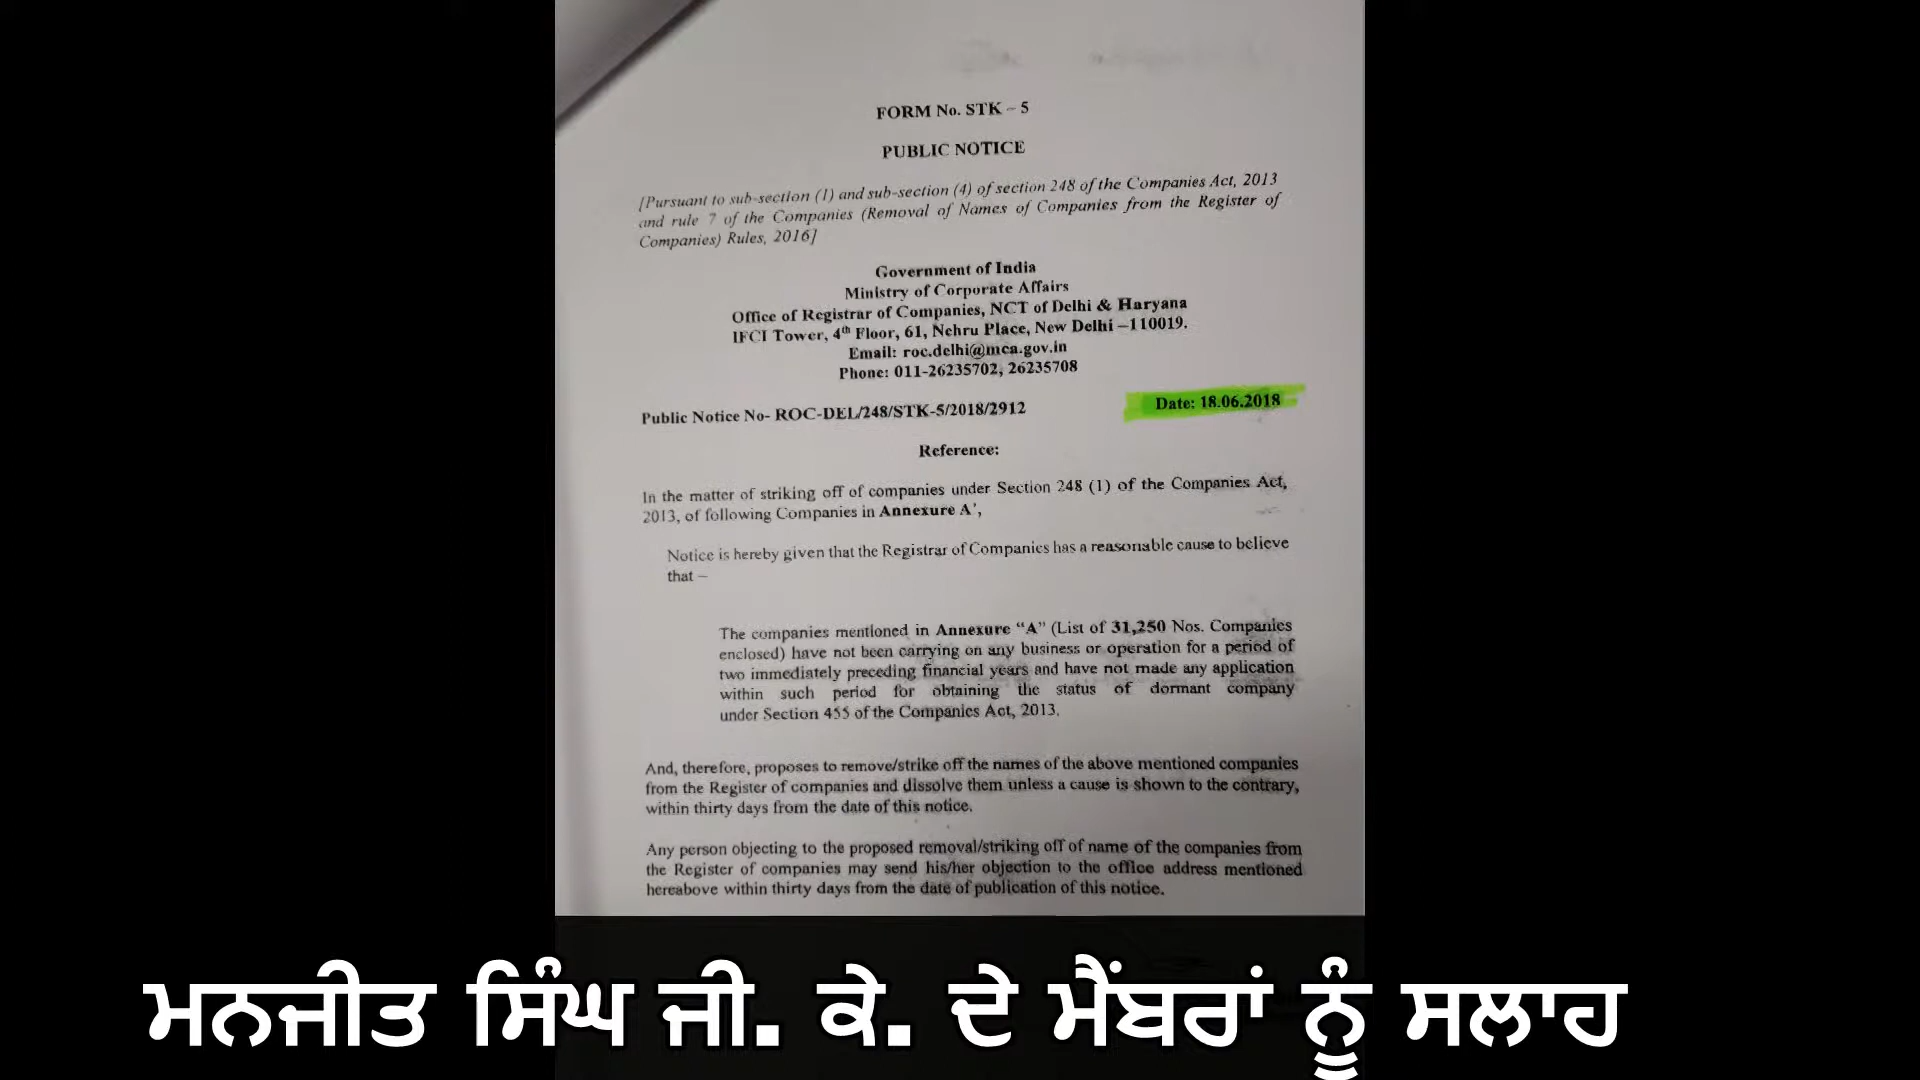 FORM No. STK – 5
PUBLIC NOTICE
[Pursuant to sub-section (1) and sub-section (4) of section 248 of the Companies Act, 2013
and rule 7 of the Companies (Removal of Names of Companies from the Register of
Companies) Rules, 2016]
Government of India
Ministry of Corporate Affairs
Office of Registrar of Companies, NCT of Delhi & Haryana
IFCI Tower, 4th Floor, 61, Nehru Place, New Delhi –110019.
Email: roc.delhi@mca.gov.in
Phone: 011-26235702, 26235708
Public Notice No- ROC-DEL/248/STK-5/2018/2912 Date: 18.06.2018
Reference:
In the matter of striking off of companies under Section 248 (1) of the Companies Act,
2013, of following Companies in Annexure A',
Notice is hereby given that the Registrar of Companies has a reasonable cause to believe
that –
The companies mentioned in Annexure “A” (List of 31,250 Nos. Companies
enclosed) have not been carrying on any business or operation for a period of
two immediately preceding financial years and have not made any application
within such period for obtaining the status of dormant company
under Section 455 of the Companies Act, 2013.
And, therefore, proposes to remove/strike off the names of the above mentioned companies
from the Register of companies and dissolve them unless a cause is shown to the contrary,
within thirty days from the date of this notice.
Any person objecting to the proposed removal/striking off of name of the companies from
the Register of companies may send his/her objection to the office address mentioned
hereabove within thirty days from the date of publication of this notice.
ਮਨਜੀਤ ਸਿੰਘ ਜੀ. ਕੇ. ਦੇ ਮੈਂਬਰਾਂ ਨੂੰ ਸਲਾਹ